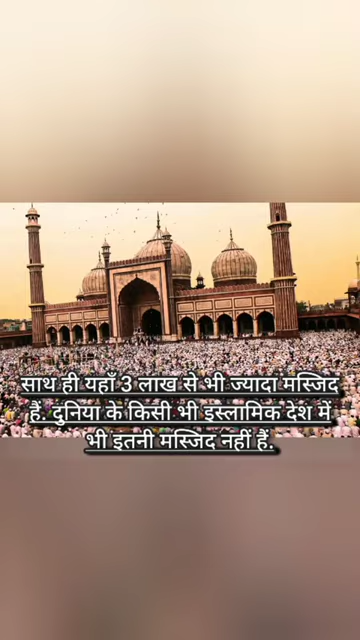 साथ ही यहाँ 3 लाख से भी ज्यादा मस्जिद
हैं. दुनिया के किसी भी इस्लामिक देश में
भी इतनी मस्जिद नहीं हैं.